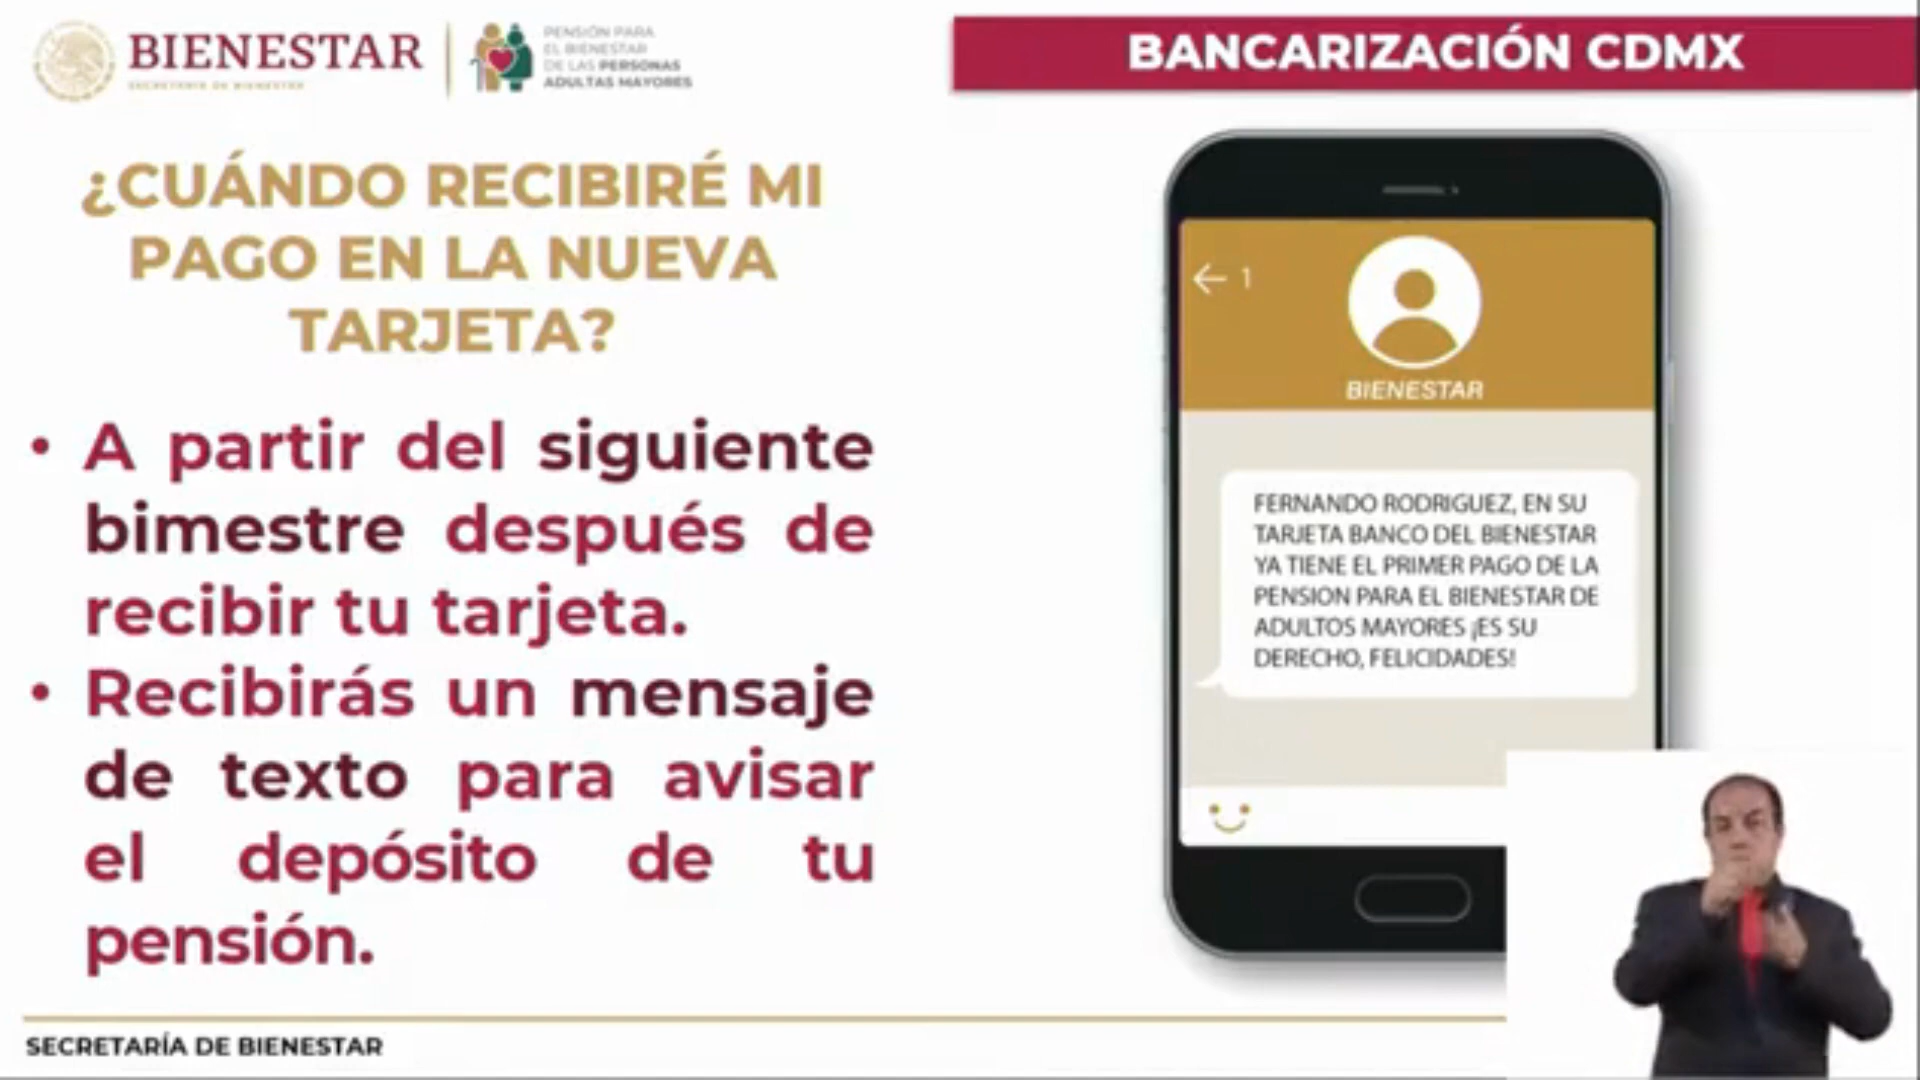 BIENESTAR
SECRETARÍA DE BIENESTAR
PENSIÓN PARA
EL BIENESTAR
DE LAS PERSONAS
ADULTAS MAYORES
BANCARIZACIÓN CDMX
¿CUÁNDO RECIBIRÉ MI
PAGO EN LA NUEVA
TARJETA?
• A partir del siguiente
bimestre después de
recibir tu tarjeta.
• Recibirás un mensaje
de texto para avisar
el depósito de tu
pensión.
1
BIENESTAR
FERNANDO RODRIGUEZ, EN SU
TARJETA BANCO DEL BIENESTAR
YA TIENE EL PRIMER PAGO DE LA
PENSION PARA EL BIENESTAR DE
ADULTOS MAYORES ¡ES SU
DERECHO, FELICIDADES!
SECRETARÍA DE BIENESTAR